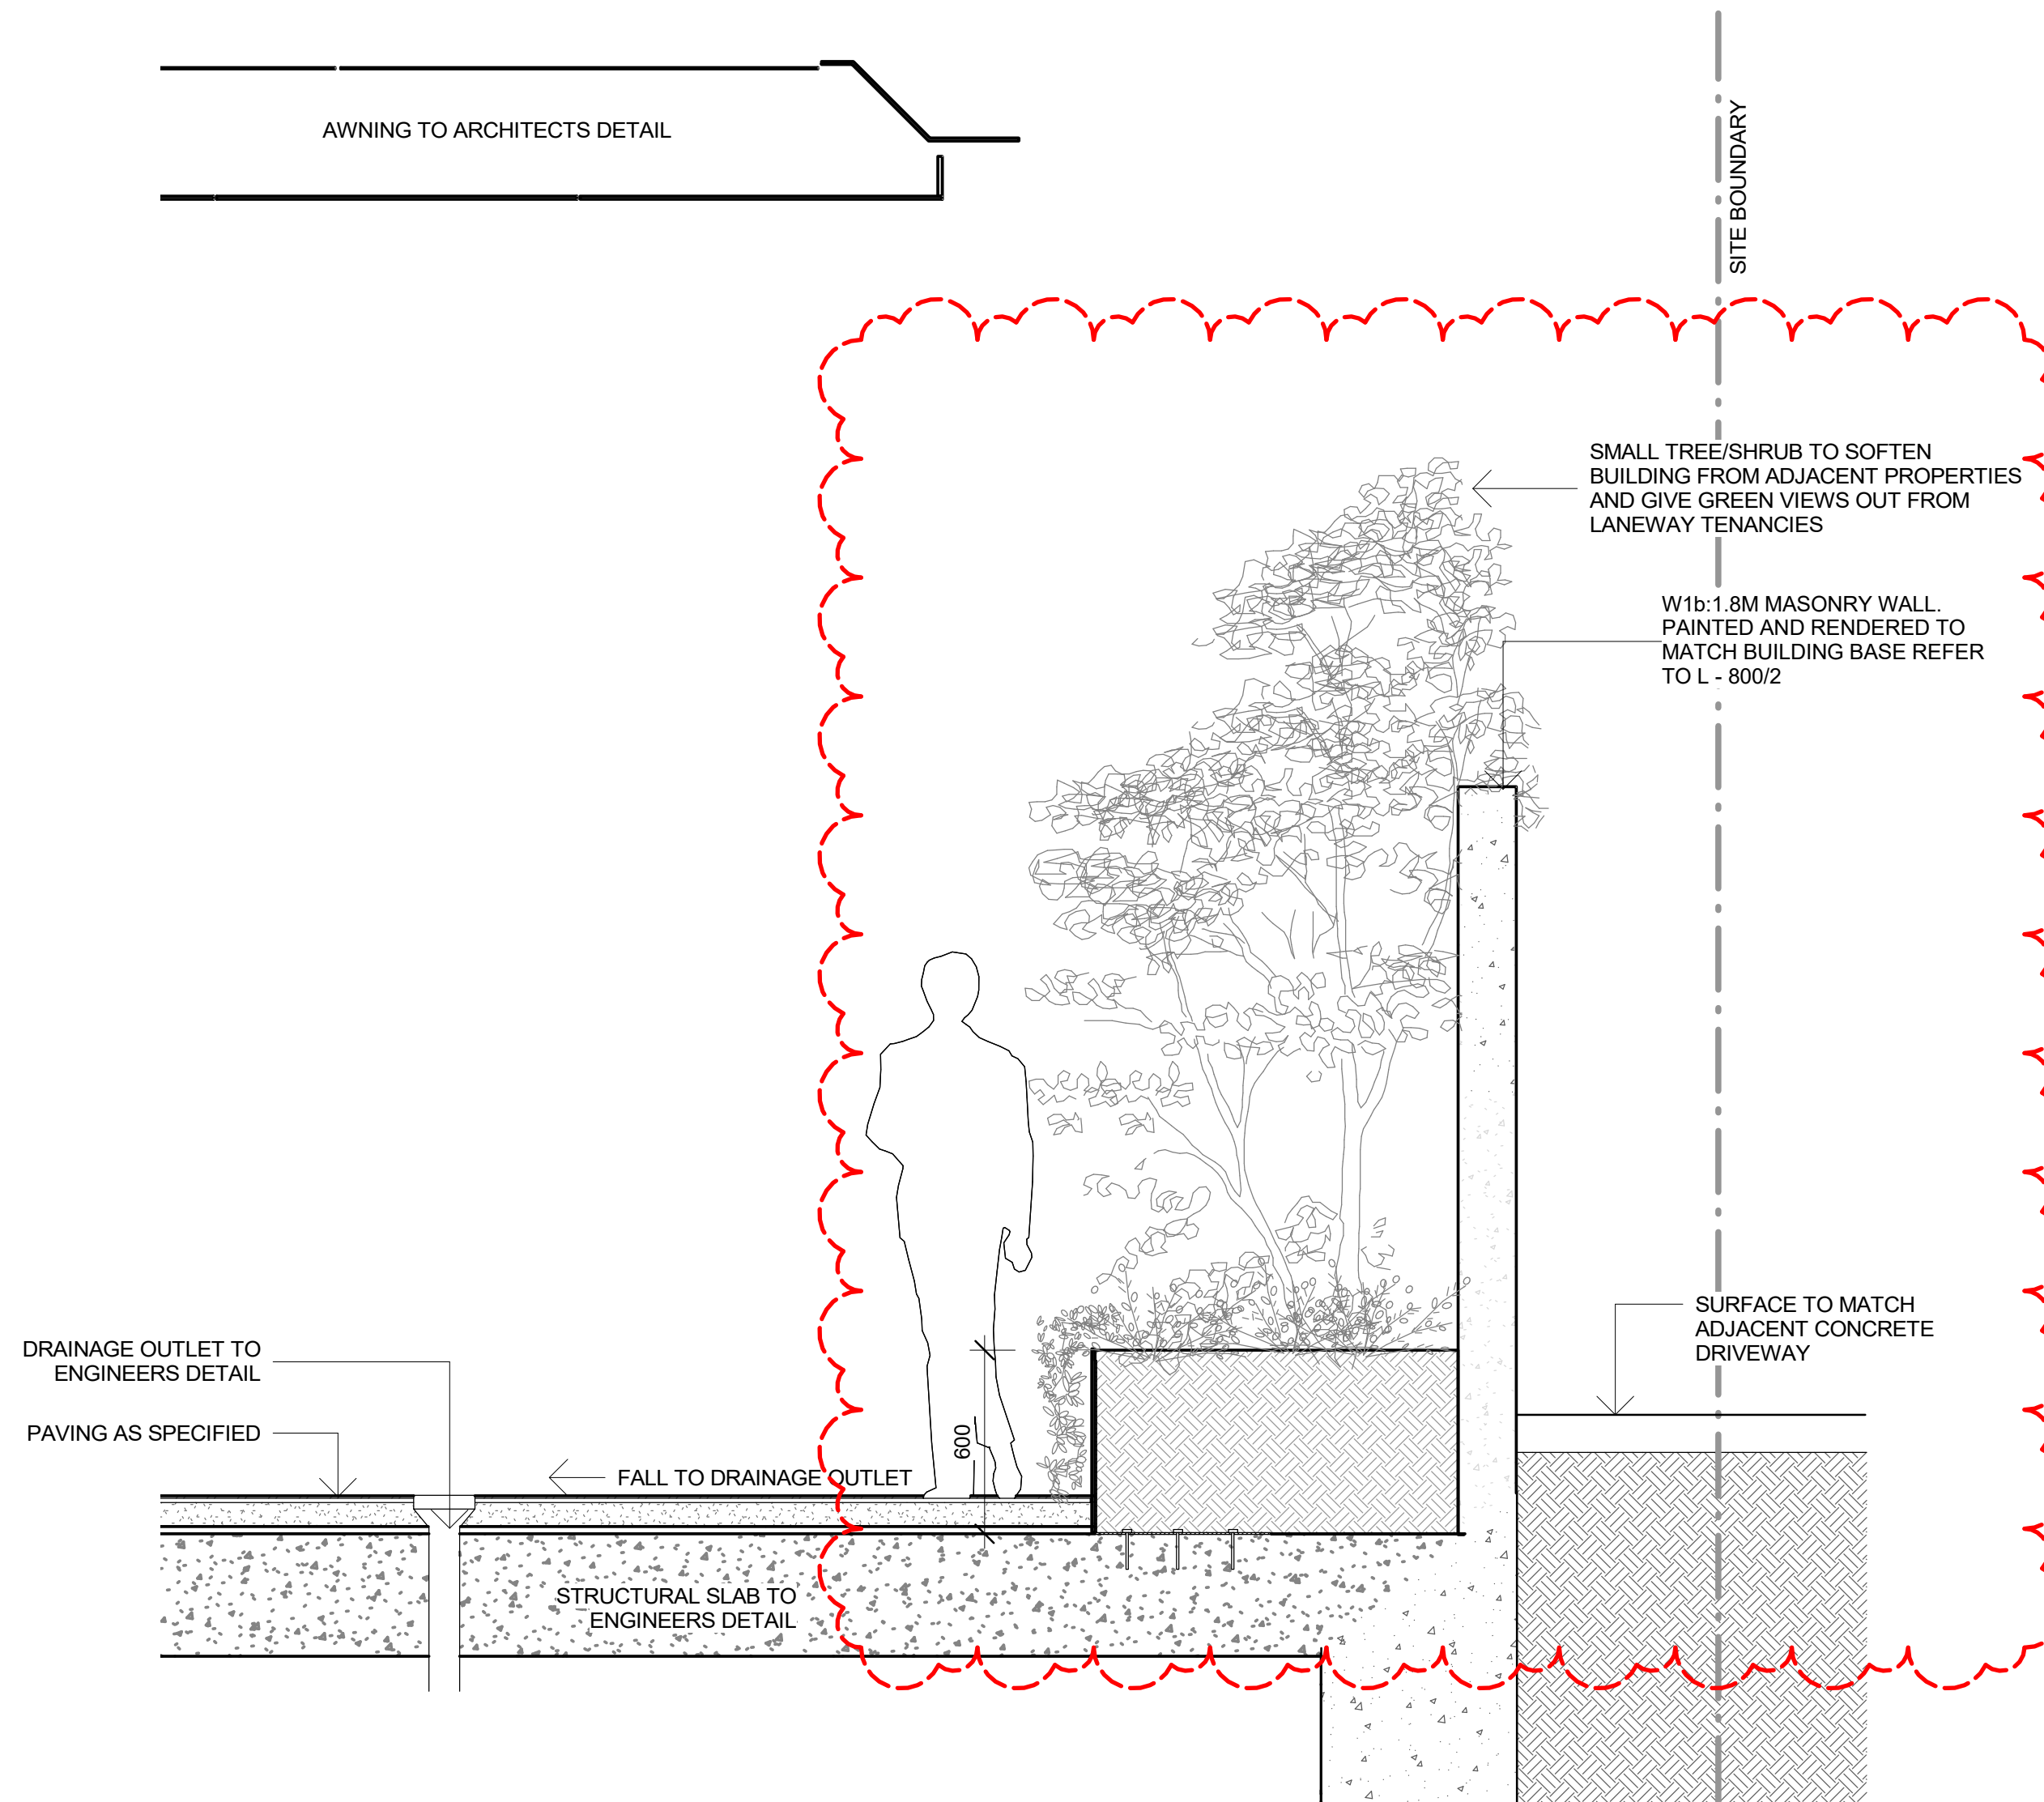 AWNING TO ARCHITECTS DETAIL
SITE BOUNDARY
SMALL TREE/SHRUB TO SOFTEN
BUILDING FROM ADJACENT PROPERTIES
AND GIVE GREEN VIEWS OUT FROM
LANEWAY TENANCIES
W1b:1.8M MASONRY WALL.
PAINTED AND RENDERED TO
MATCH BUILDING BASE REFER
TO L - 800/2
SURFACE TO MATCH
ADJACENT CONCRETE
DRIVEWAY
DRAINAGE OUTLET TO
ENGINEERS DETAIL
PAVING AS SPECIFIED
600
FALL TO DRAINAGE OUTLET
STRUCTURAL SLAB TO
ENGINEERS DETAIL